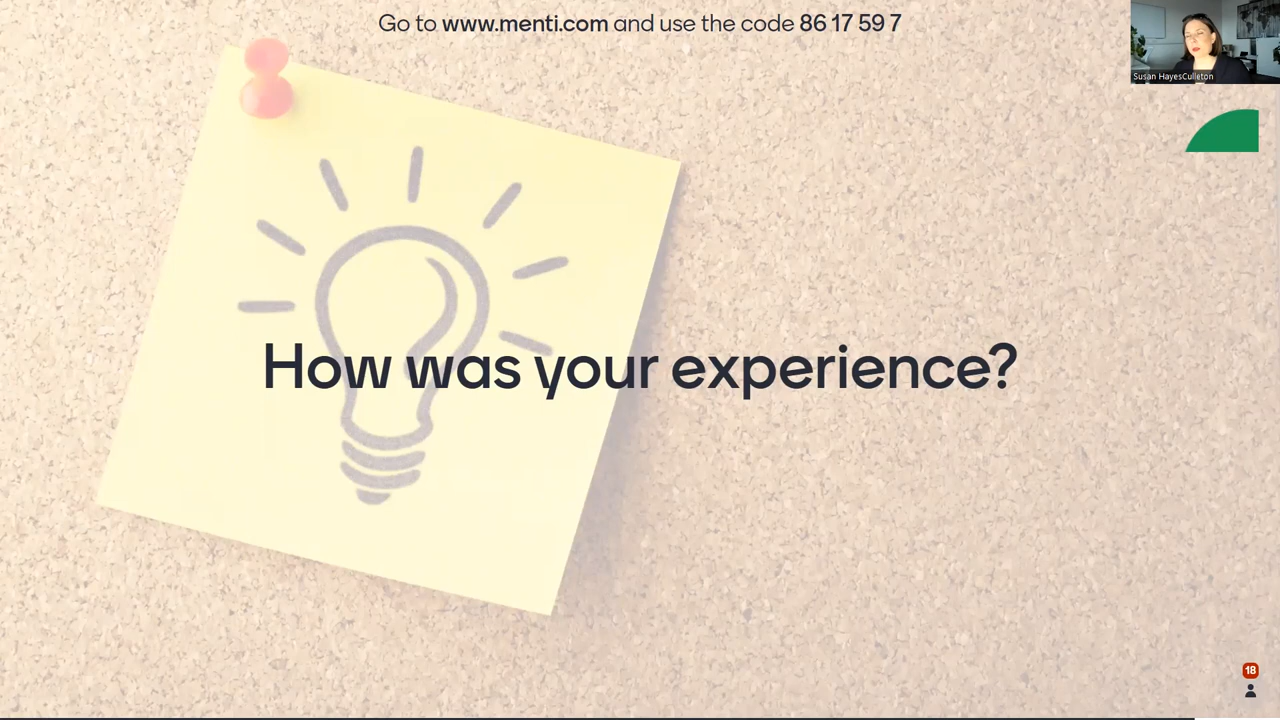 Go to www.menti.com and use the code 86 17 59 7
Susan HayesCulleton
How was your experience?
18